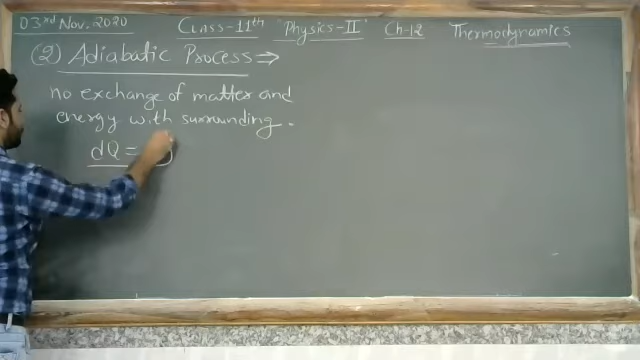 03rd Nov. 2020 Class-11th "Physics-II" Ch-12 Thermodynamics
(2) Adiabatic Process ⇒
no exchange of matter and
energy with surrounding.
dQ =